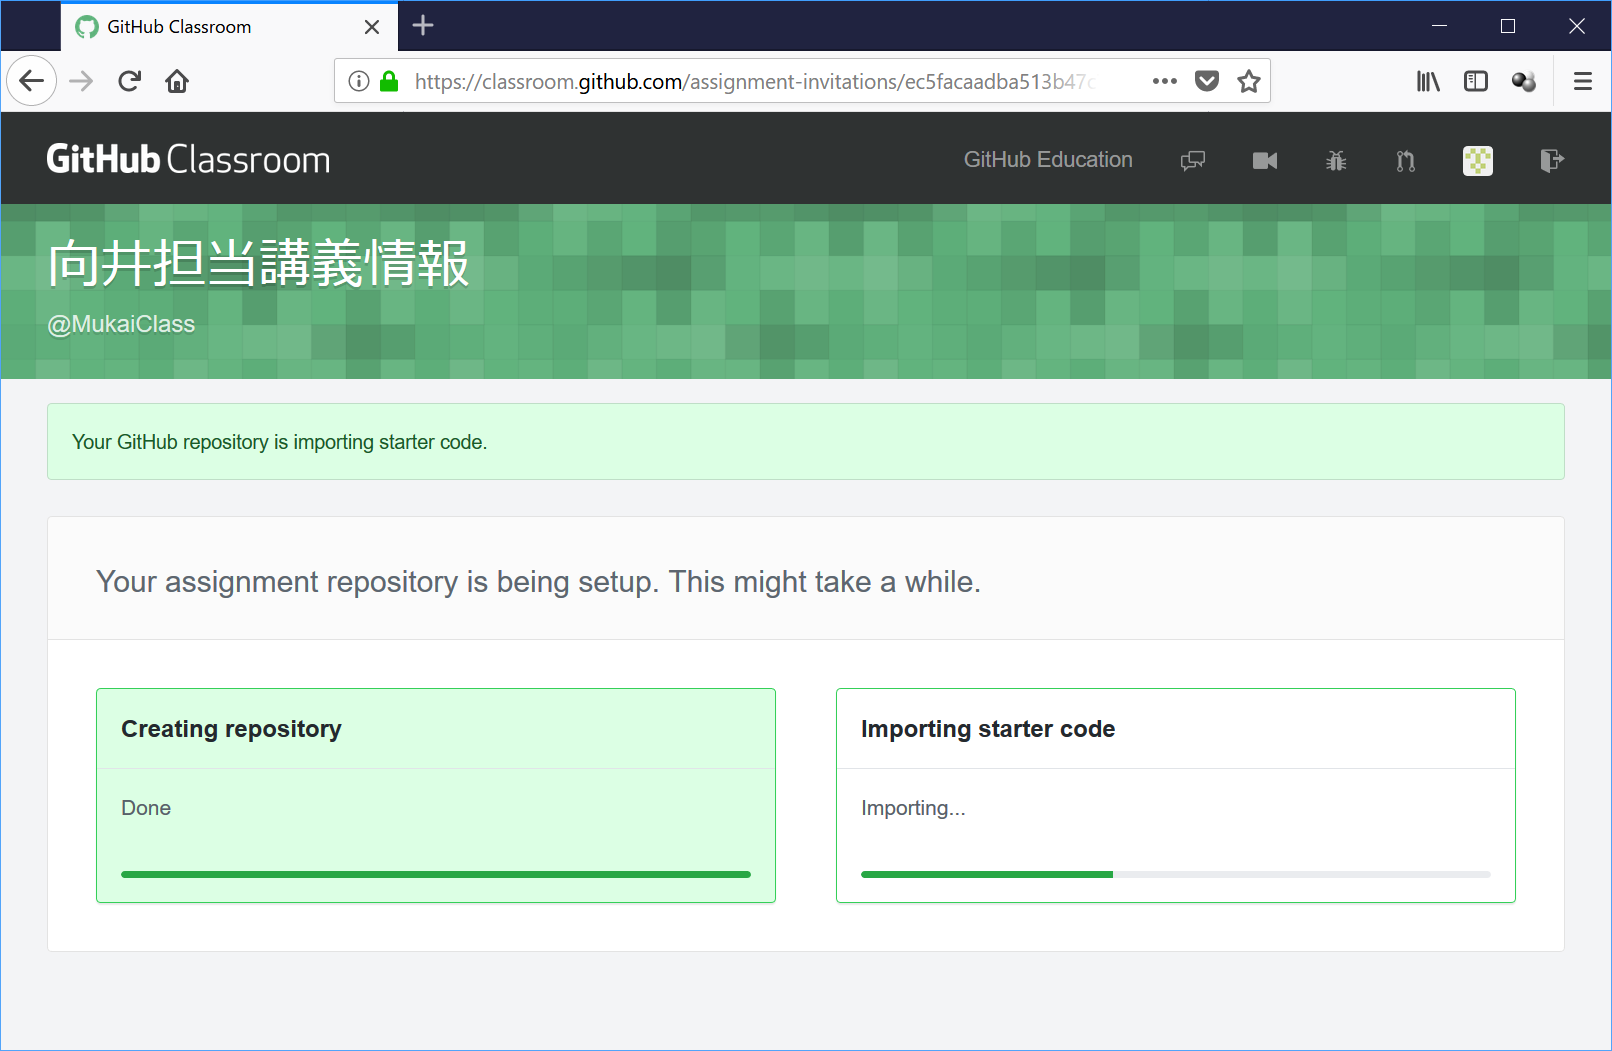 GitHub Classroom
https://classroom.github.com/assignment-invitations/ec5facaadba513b47
GitHub Classroom
GitHub Education
向井担当講義情報
@MukaiClass
Your GitHub repository is importing starter code.
Your assignment repository is being setup. This might take a while.
Creating repository
Done
Importing starter code
Importing...